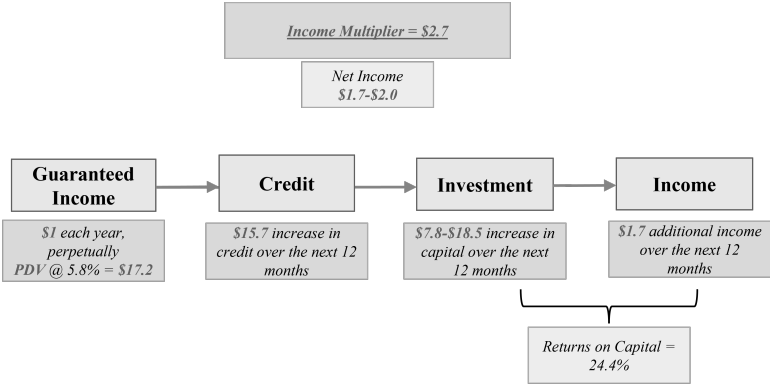 Income Multiplier = $2.7
Net Income
$1.7-$2.0
Guaranteed
Income
Credit
Investment
Income
$1 each year,
perpetually
PDV @ 5.8% = $17.2
$15.7 increase in
credit over the next 12
months
$7.8-$18.5 increase in
capital over the next
12 months
$1.7 additional income
over the next 12
months
Returns on Capital =
24.4%